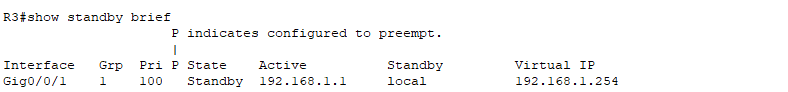 R3#show standby brief
                     P indicates configured to preempt.
                     |
Interface   Grp  Pri P State    Active          Standby         Virtual IP
Gig0/0/1    1    100   Standby  192.168.1.1     local           192.168.1.254